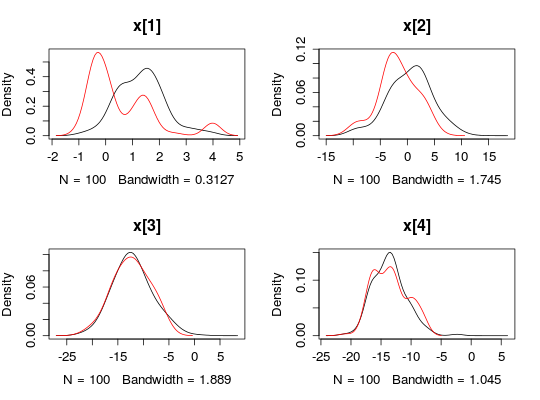 x[1]
Density
0.0 0.2 0.4
-2 -1 0 1 2 3 4 5
N = 100 Bandwidth = 0.3127
x[2]
Density
0.00 0.06 0.12
-15 -10 -5 0 5 10 15
N = 100 Bandwidth = 1.745
x[3]
Density
0.00 0.06
-25 -15 -5 0 5
N = 100 Bandwidth = 1.889
x[4]
Density
0.00 0.10
-25 -20 -15 -10 -5 0 5
N = 100 Bandwidth = 1.045